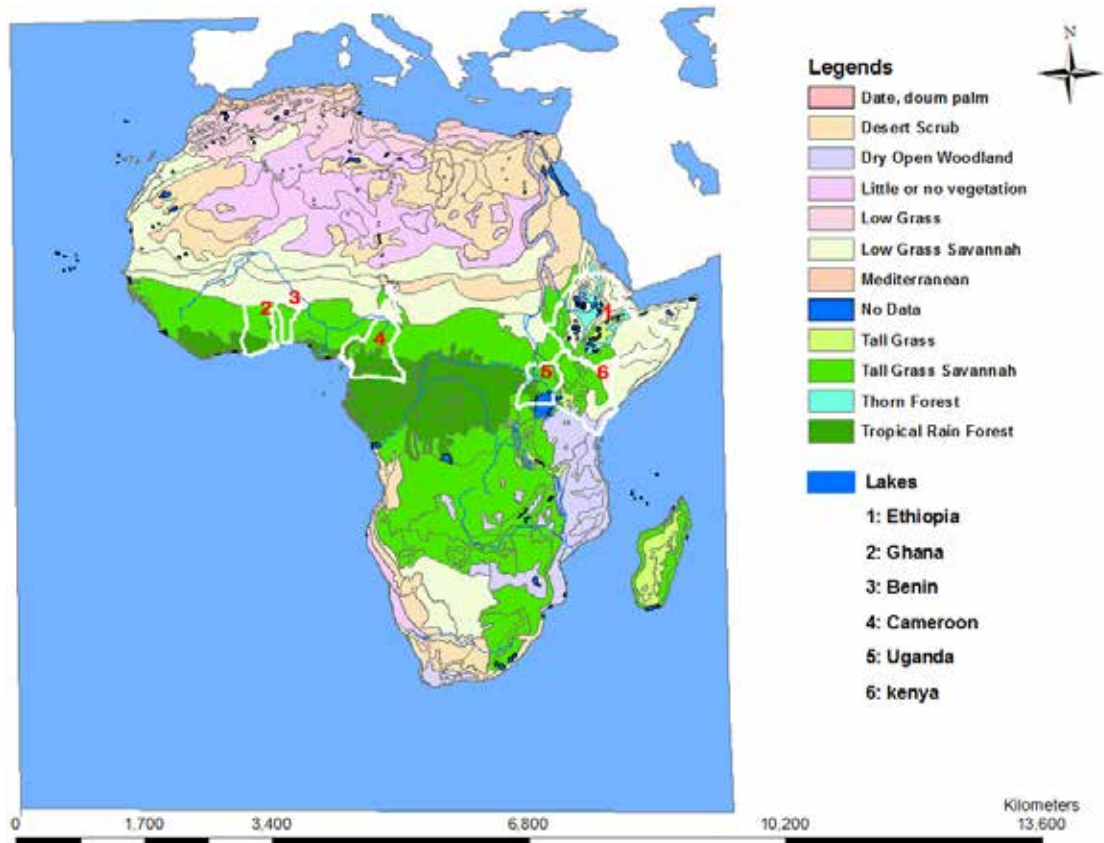 N
Legends
Date, doum palm
Desert Scrub
Dry Open Woodland
Little or no vegetation
Low Grass
Low Grass Savannah
Mediterranean
No Data
Tall Grass
Tall Grass Savannah
Thorn Forest
Tropical Rain Forest
Lakes
1: Ethiopia
2: Ghana
3: Benin
4: Cameroon
5: Uganda
6: kenya
3
2
1
4
5
6
Kilometers
0 1,700 3,400 6,800 10,200 13,600